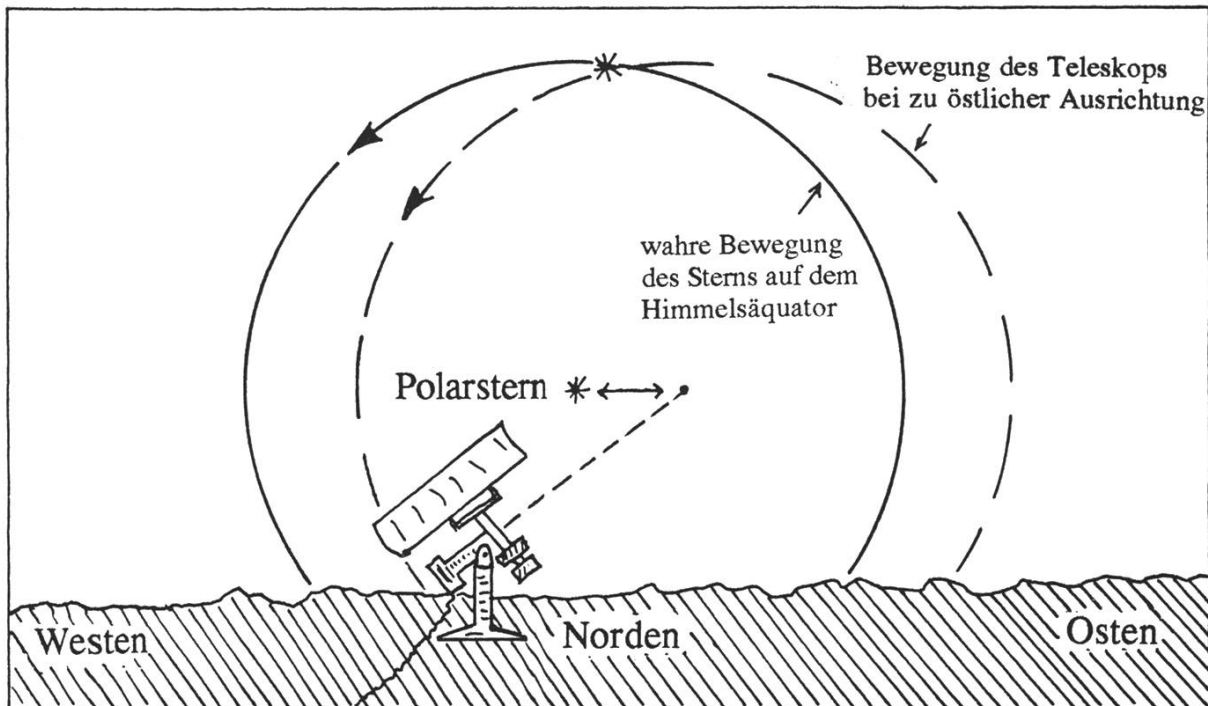 Bewegung des Teleskops
bei zu östlicher Ausrichtung
wahre Bewegung
des Sterns auf dem
Himmelsäquator
Polarstern
Westen
Norden
Osten